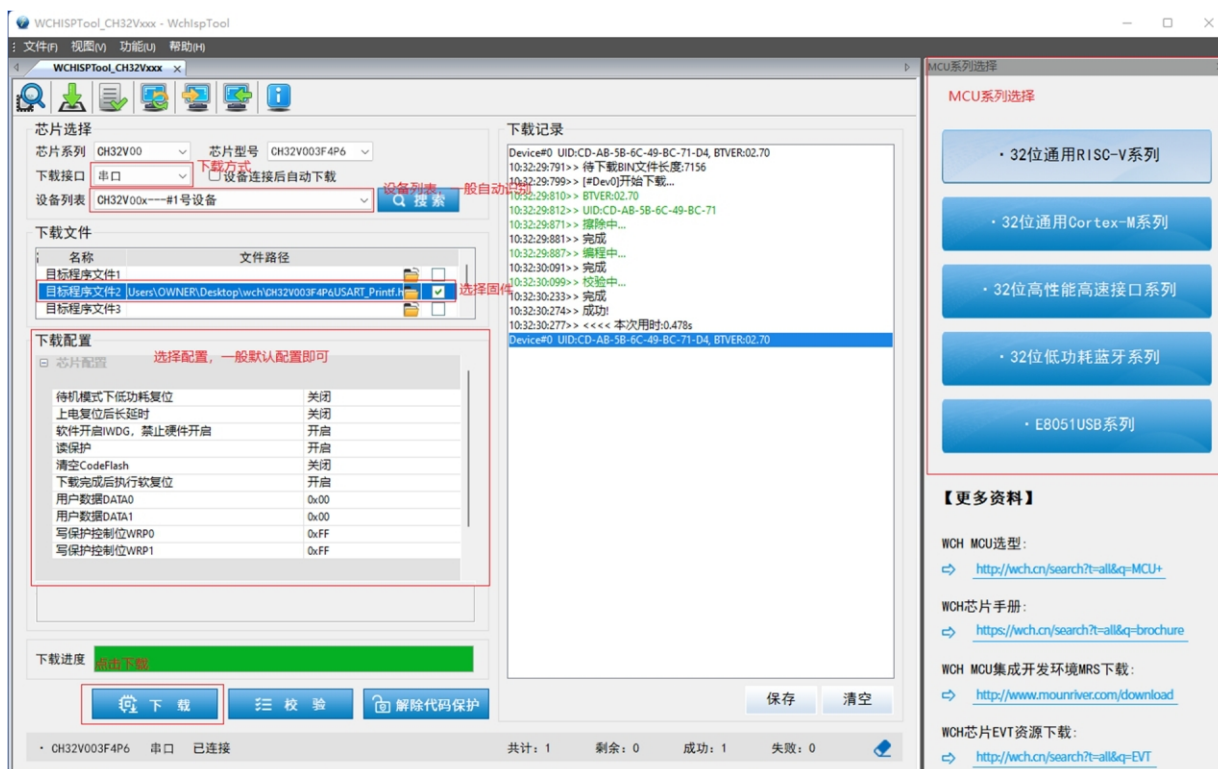 WCHISPTool_CH32Vxxx - WchIspTool
文件(F) 视图(V) 功能(U) 帮助(H)
WCHISPTool_CH32Vxxx
芯片选择
芯片系列 CH32V00 芯片型号 CH32V003F4P6
下载方式
下载接口 串口 设备连接后自动下载
设备列表,一般自动识别
设备列表 CH32V00x---#1号设备 搜索
下载文件
名称 文件路径
目标程序文件1
目标程序文件2 Users\OWNER\Desktop\wch\CH32V003F4P6USART_Printf.h
选择固件
目标程序文件3
下载配置
选择配置,一般默认配置即可
芯片配置
待机模式下低功耗复位 关闭
上电复位后长延时 关闭
软件开启IWDG,禁止硬件开启 开启
读保护 开启
清空CodeFlash 关闭
下载完成后执行软复位 开启
用户数据DATA0 0x00
用户数据DATA1 0x00
写保护控制位WRP0 0xFF
写保护控制位WRP1 0xFF
下载进度 点击下载
下载 校验 解除代码保护
下载记录
Device#0 UID:CD-AB-5B-6C-49-BC-71-D4, BTVER:02.70
10:32:29:791>> 待下载BIN文件长度:7156
10:32:29:799>> [#Dev0]开始下载...
10:32:29:810>> BTVER:02.70
10:32:29:812>> UID:CD-AB-5B-6C-49-BC-71
10:32:29:871>> 擦除中...
10:32:29:881>> 完成
10:32:29:887>> 编程中...
10:32:30:091>> 完成
10:32:30:099>> 校验中...
10:32:30:233>> 完成
10:32:30:274>> 成功!
10:32:30:277>> <<<< 本次用时:0.478s
Device#0 UID:CD-AB-5B-6C-49-BC-71-D4, BTVER:02.70
保存 清空
· CH32V003F4P6 串口 已连接 共计:1 剩余:0 成功:1 失败:0
MCU系列选择
MCU系列选择
· 32位通用RISC-V系列
· 32位通用Cortex-M系列
· 32位高性能高速接口系列
· 32位低功耗蓝牙系列
· E8051USB系列
【更多资料】
WCH MCU选型:
http://wch.cn/search?t=all&q=MCU+
WCH芯片手册:
https://wch.cn/search?t=all&q=brochure
WCH MCU集成开发环境MRS下载:
http://www.mounriver.com/download
WCH芯片EVT资源下载:
http://wch.cn/search?t=all&q=EVT